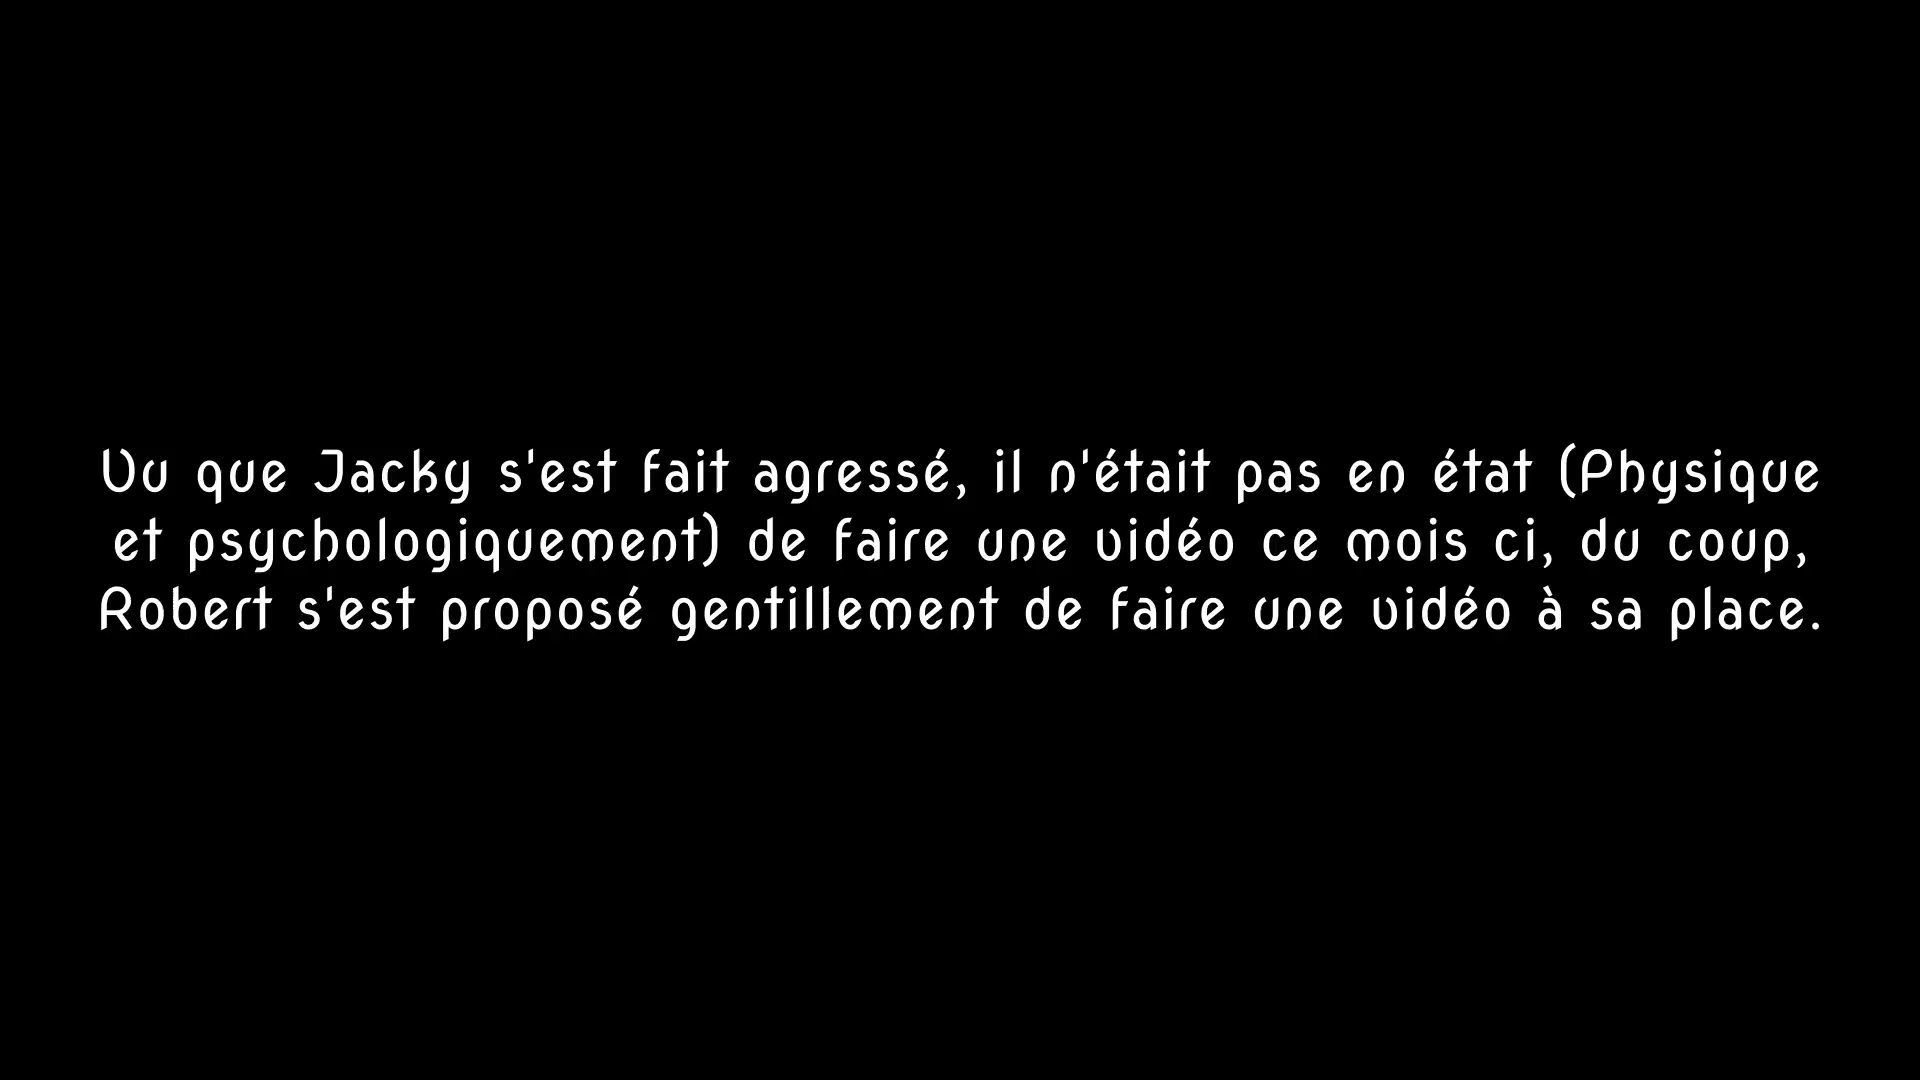 Vu que Jacky s'est fait agressé, il n'était pas en état (Physique
et psychologiquement) de faire une vidéo ce mois ci, du coup,
Robert s'est proposé gentillement de faire une vidéo à sa place.